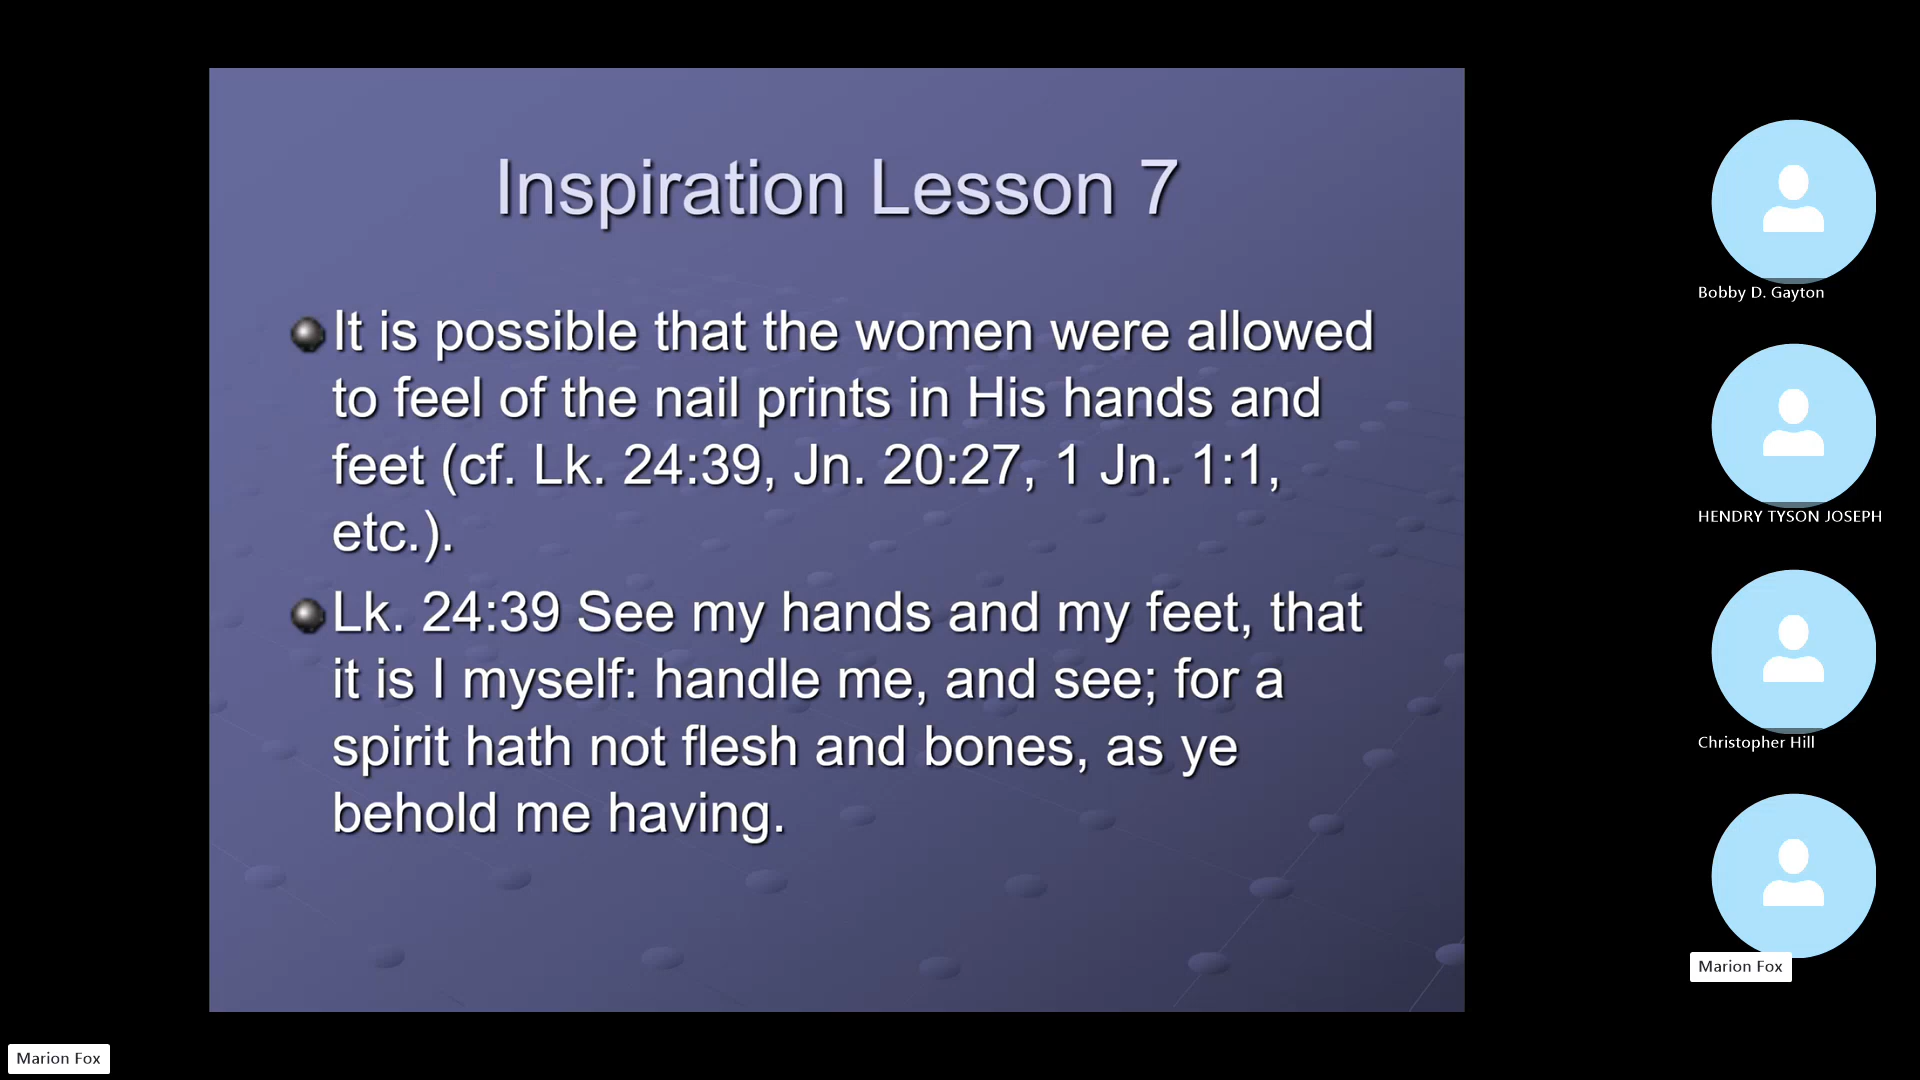 Inspiration Lesson 7
It is possible that the women were allowed
to feel of the nail prints in His hands and
feet (cf. Lk. 24:39, Jn. 20:27, 1 Jn. 1:1,
etc.).
Lk. 24:39 See my hands and my feet, that
it is I myself: handle me, and see; for a
spirit hath not flesh and bones, as ye
behold me having.
Bobby D. Gayton
HENDRY TYSON JOSEPH
Christopher Hill
Marion Fox
Marion Fox